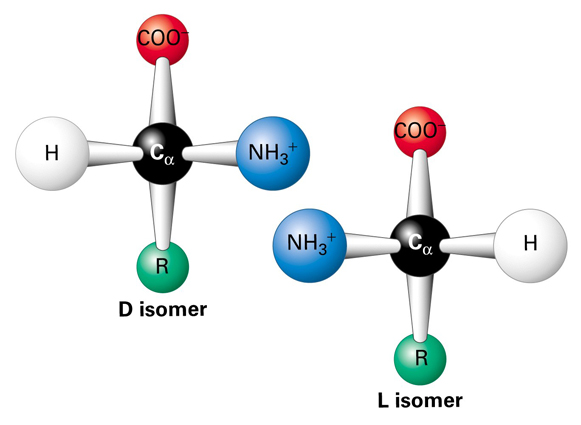 COO⁻
H
Cα
NH₃⁺
R
D isomer
COO⁻
NH₃⁺
Cα
H
R
L isomer